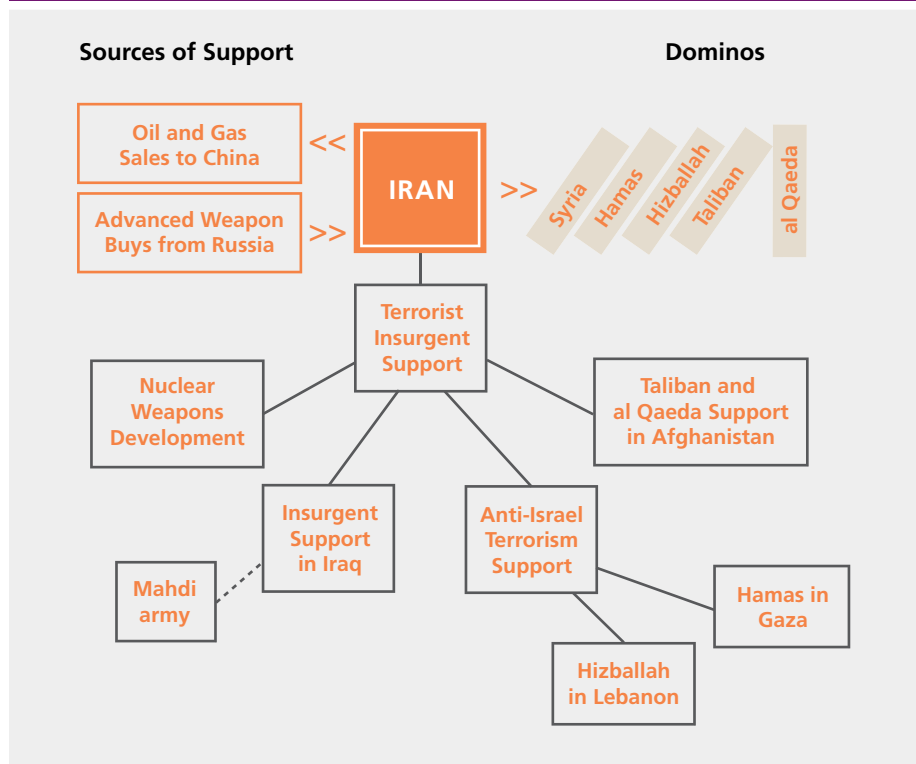 Sources of Support
Dominos
Oil and Gas
Sales to China
<<
IRAN
>>
Syria
Hamas
Hizballah
Taliban
al Qaeda
Advanced Weapon
Buys from Russia
>>
Terrorist
Insurgent
Support
Nuclear
Weapons
Development
Taliban and
al Qaeda Support
in Afghanistan
Insurgent
Support
in Iraq
Anti-Israel
Terrorism
Support
Mahdi
army
Hamas in
Gaza
Hizballah
in Lebanon